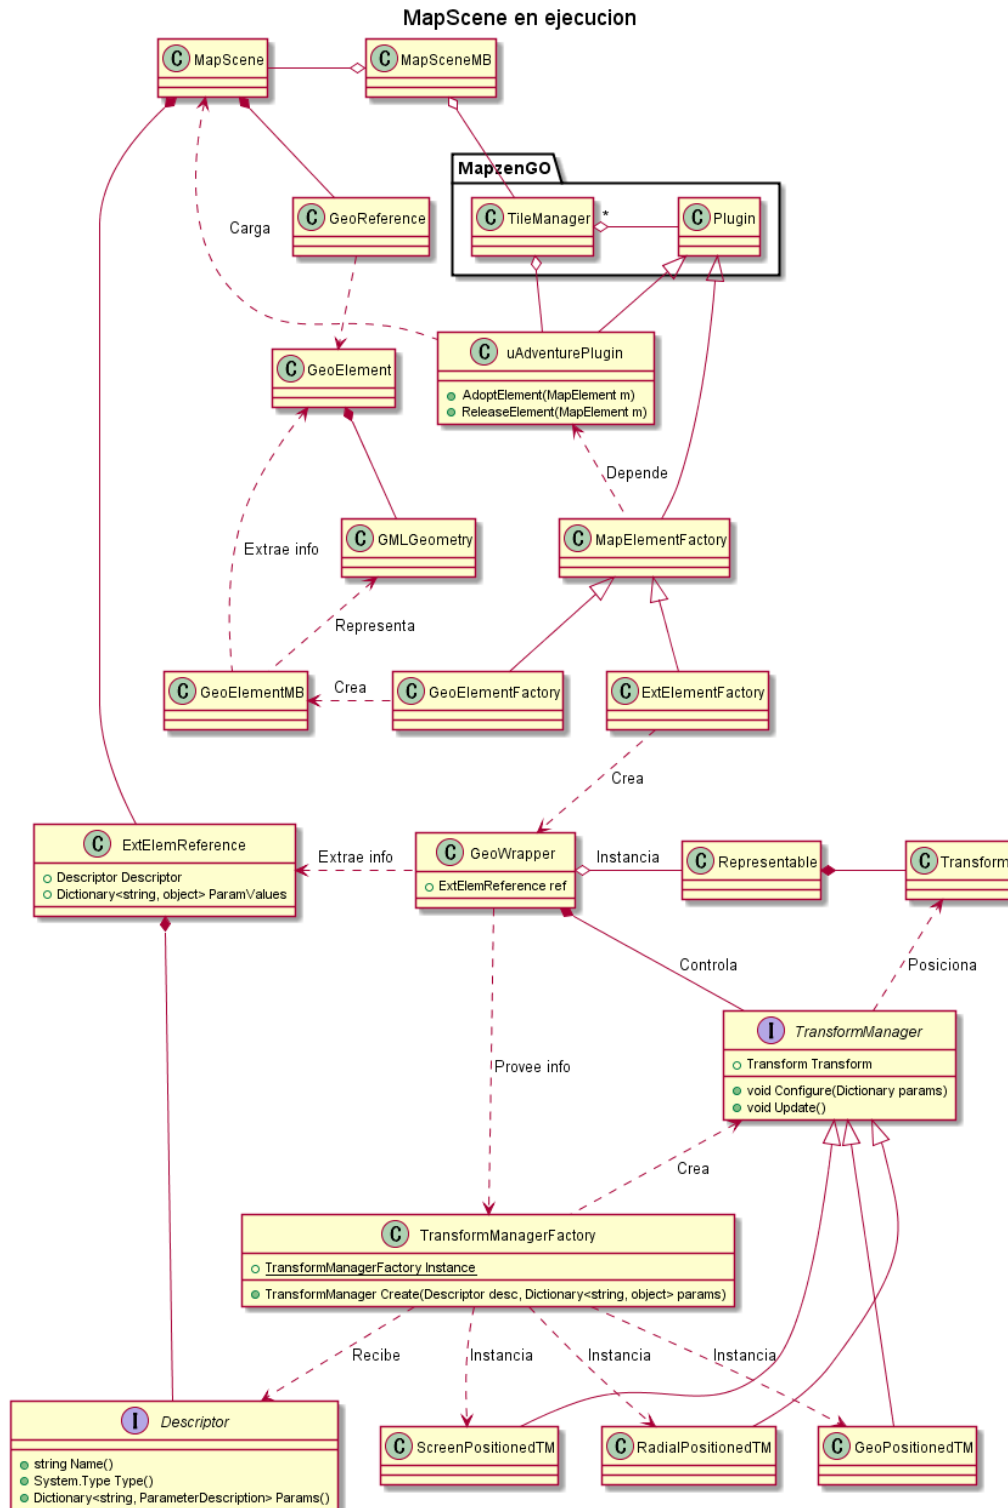 MapScene en ejecucion
C MapScene
C MapSceneMB
MapzenGO
C GeoReference
C TileManager
*
C Plugin
Carga
C GeoElement
C uAdventurePlugin
AdoptElement(MapElement m)
ReleaseElement(MapElement m)
Depende
C GMLGeometry
C MapElementFactory
Extrae info
Representa
C GeoElementMB
Crea
C GeoElementFactory
C ExtElementFactory
Crea
C ExtElemReference
Descriptor Descriptor
Dictionary<string, object> ParamValues
Extrae info
C GeoWrapper
ExtElemReference ref
Instancia
C Representable
C Transform
Controla
Posiciona
I TransformManager
Transform Transform
void Configure(Dictionary params)
void Update()
Provee info
Crea
C TransformManagerFactory
TransformManagerFactory Instance
TransformManager Create(Descriptor desc, Dictionary<string, object> params)
Recibe
Instancia
Instancia
Instancia
I Descriptor
string Name()
System.Type Type()
Dictionary<string, ParameterDescription> Params()
C ScreenPositionedTM
C RadialPositionedTM
C GeoPositionedTM